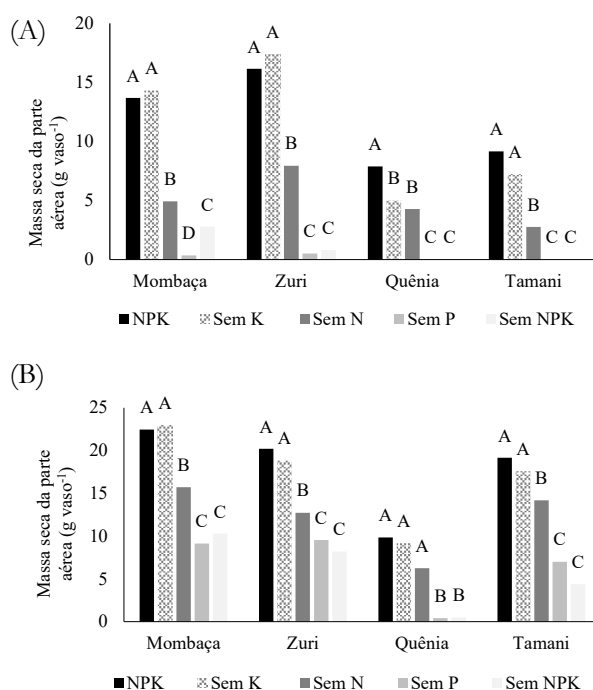 (A)
Massa seca da parte
aérea (g vaso⁻¹)
20
15
10
5
0
A A B D C
A A B C C
A B B C C
A A B C C
Mombaça Zuri Quênia Tamani
NPK Sem K Sem N Sem P Sem NPK
(B)
Massa seca da parte
aérea (g vaso⁻¹)
25
20
15
10
5
0
A A B C C
A A B C C
A A A B B
A A B C C
Mombaça Zuri Quênia Tamani
NPK Sem K Sem N Sem P Sem NPK